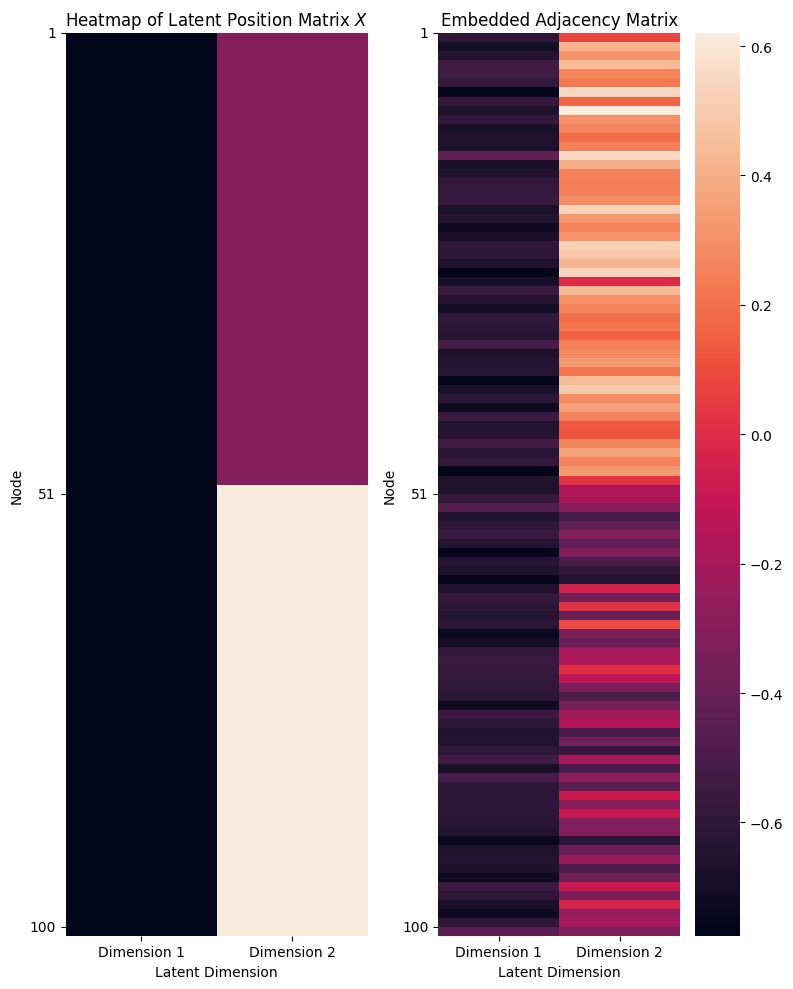 Heatmap of Latent Position Matrix X
Embedded Adjacency Matrix
1
51
100
Node
Dimension 1
Dimension 2
Latent Dimension
1
51
100
Node
Dimension 1
Dimension 2
Latent Dimension
0.6
0.4
0.2
0.0
−0.2
−0.4
−0.6